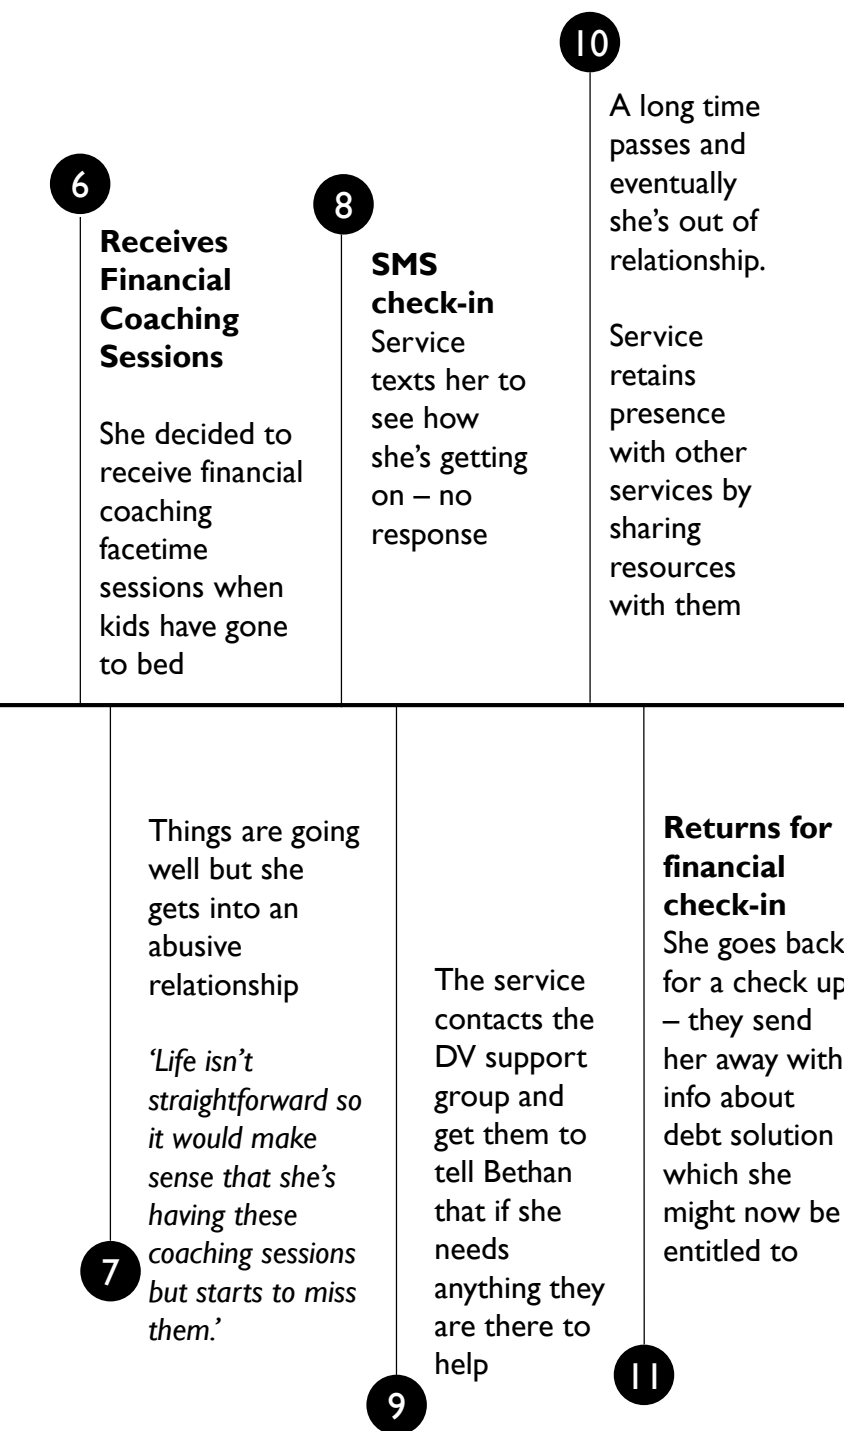 6
Receives
Financial
Coaching
Sessions
She decided to
receive financial
coaching
facetime
sessions when
kids have gone
to bed
7
Things are going
well but she
gets into an
abusive
relationship
‘Life isn’t
straightforward so
it would make
sense that she’s
having these
coaching sessions
but starts to miss
them.’
8
SMS
check-in
Service
texts her to
see how
she’s getting
on – no
response
9
The service
contacts the
DV support
group and
get them to
tell Bethan
that if she
needs
anything they
are there to
help
10
A long time
passes and
eventually
she’s out of
relationship.
Service
retains
presence
with other
services by
sharing
resources
with them
11
Returns for
financial
check-in
She goes back
for a check up
– they send
her away with
info about
debt solution
which she
might now be
entitled to